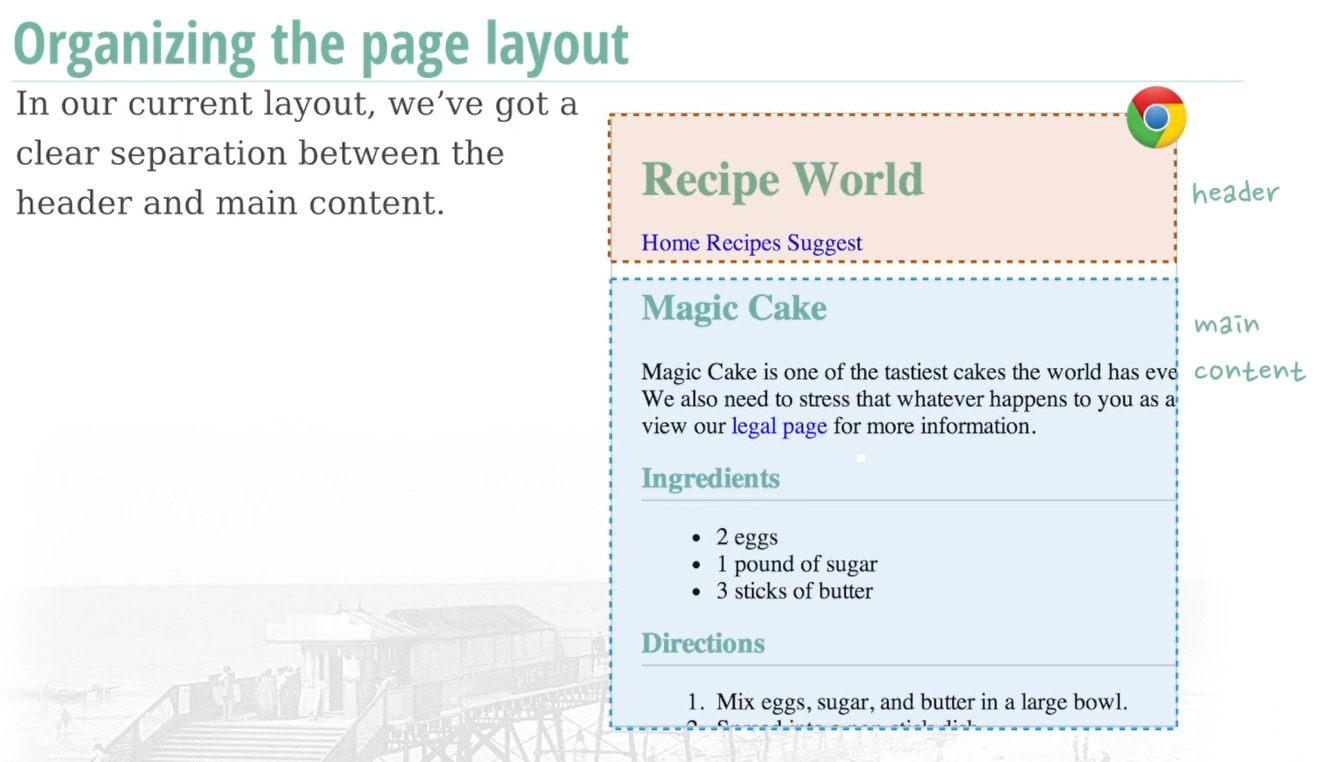 Organizing the page layout
In our current layout, we’ve got a
clear separation between the
header and main content.
Recipe World
header
Home Recipes Suggest
Magic Cake
main
content
Magic Cake is one of the tastiest cakes the world has eve
We also need to stress that whatever happens to you as a
view our legal page for more information.
Ingredients
• 2 eggs
• 1 pound of sugar
• 3 sticks of butter
Directions
1. Mix eggs, sugar, and butter in a large bowl.